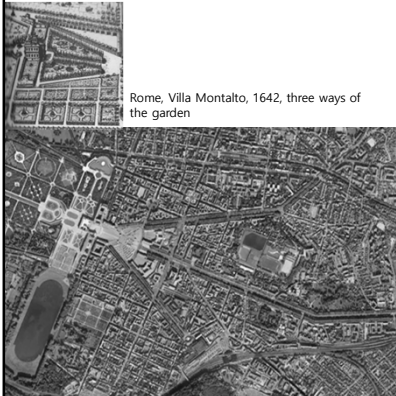 Rome, Villa Montalto, 1642, three ways of
the garden